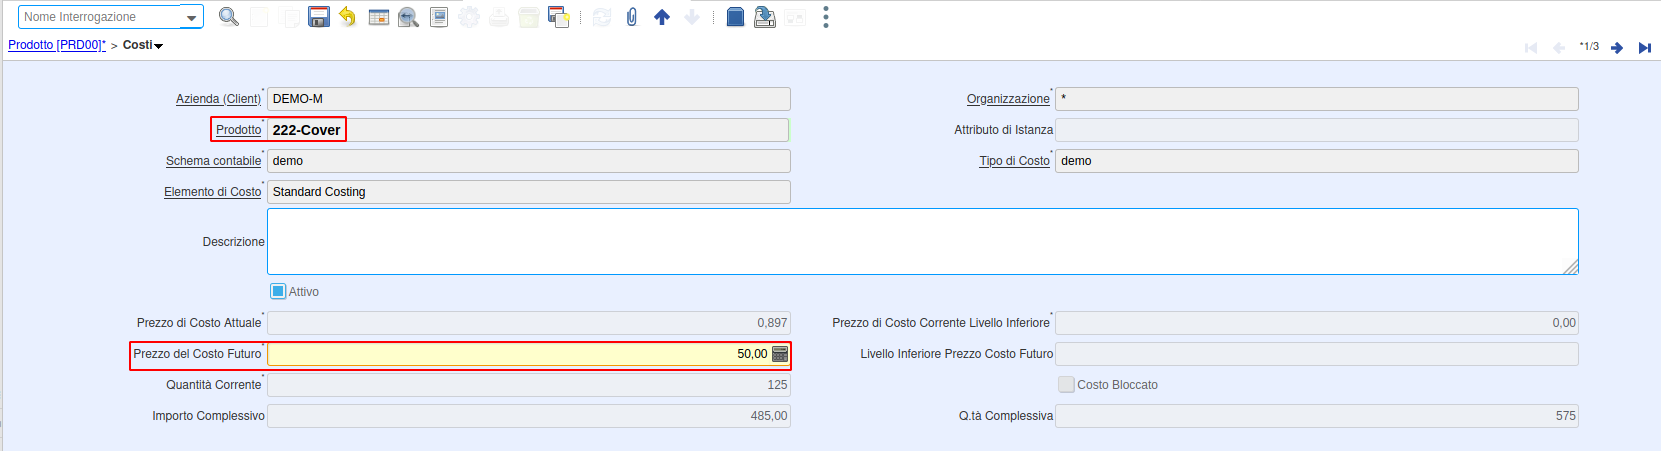 Nome Interrogazione
Prodotto [PRD00]* > Costi
*1/3
Azienda (Client)* DEMO-M Organizzazione* *
Prodotto* 222-Cover Attributo di Istanza
Schema contabile* demo Tipo di Costo* demo
Elemento di Costo* Standard Costing
Descrizione
Attivo
Prezzo di Costo Attuale* 0,897 Prezzo di Costo Corrente Livello Inferiore* 0,00
Prezzo del Costo Futuro* 50,00 Livello Inferiore Prezzo Costo Futuro
Quantità Corrente* 125 Costo Bloccato
Importo Complessivo 485,00 Q.tà Complessiva 575